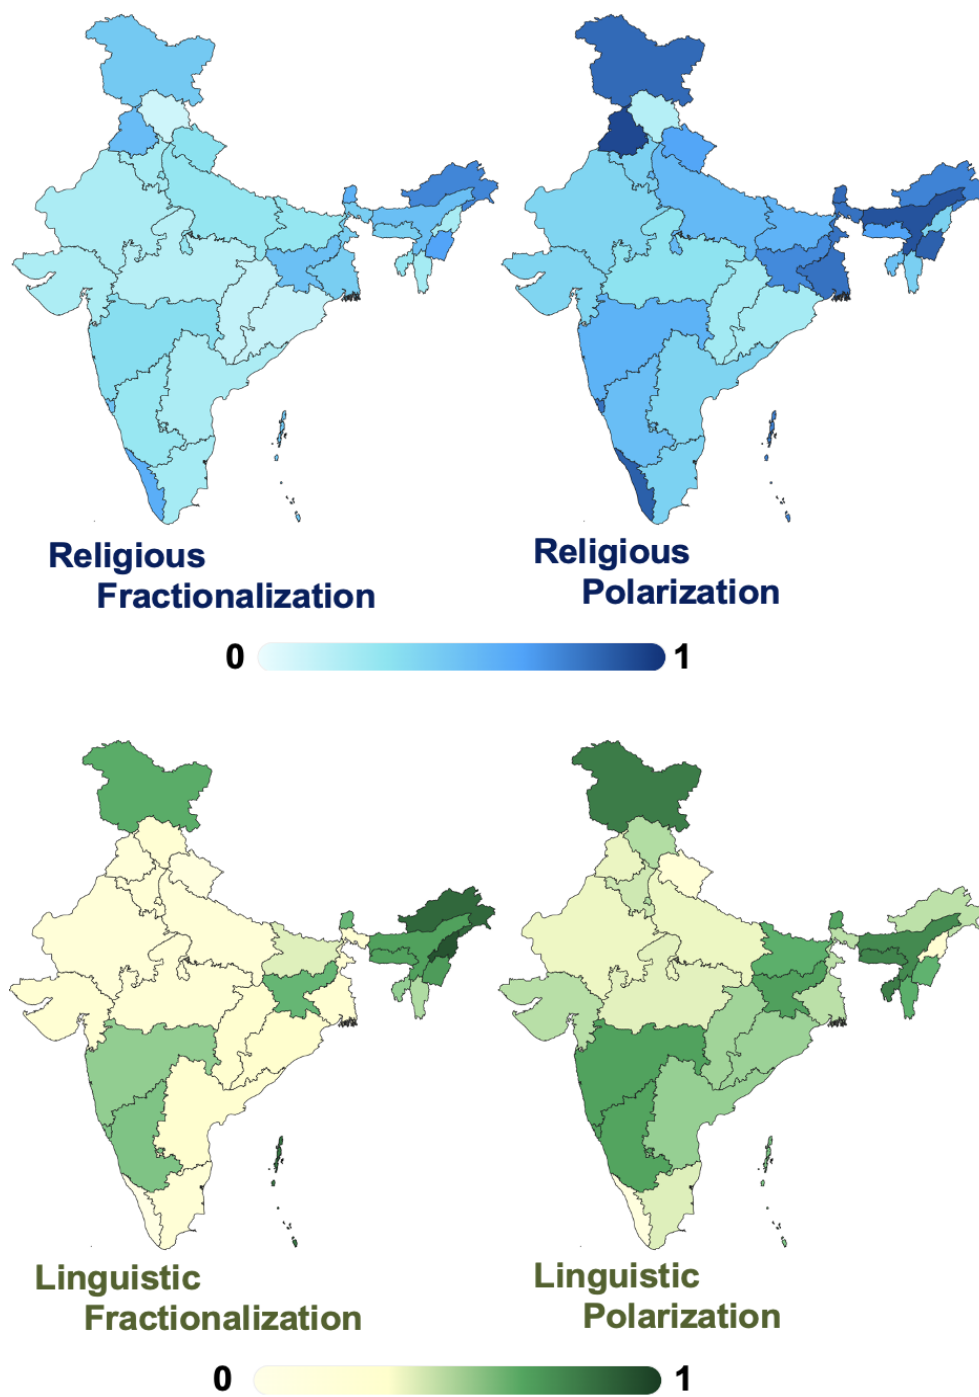 Religious
Fractionalization
Religious
Polarization
0 1
Linguistic
Fractionalization
Linguistic
Polarization
0 1